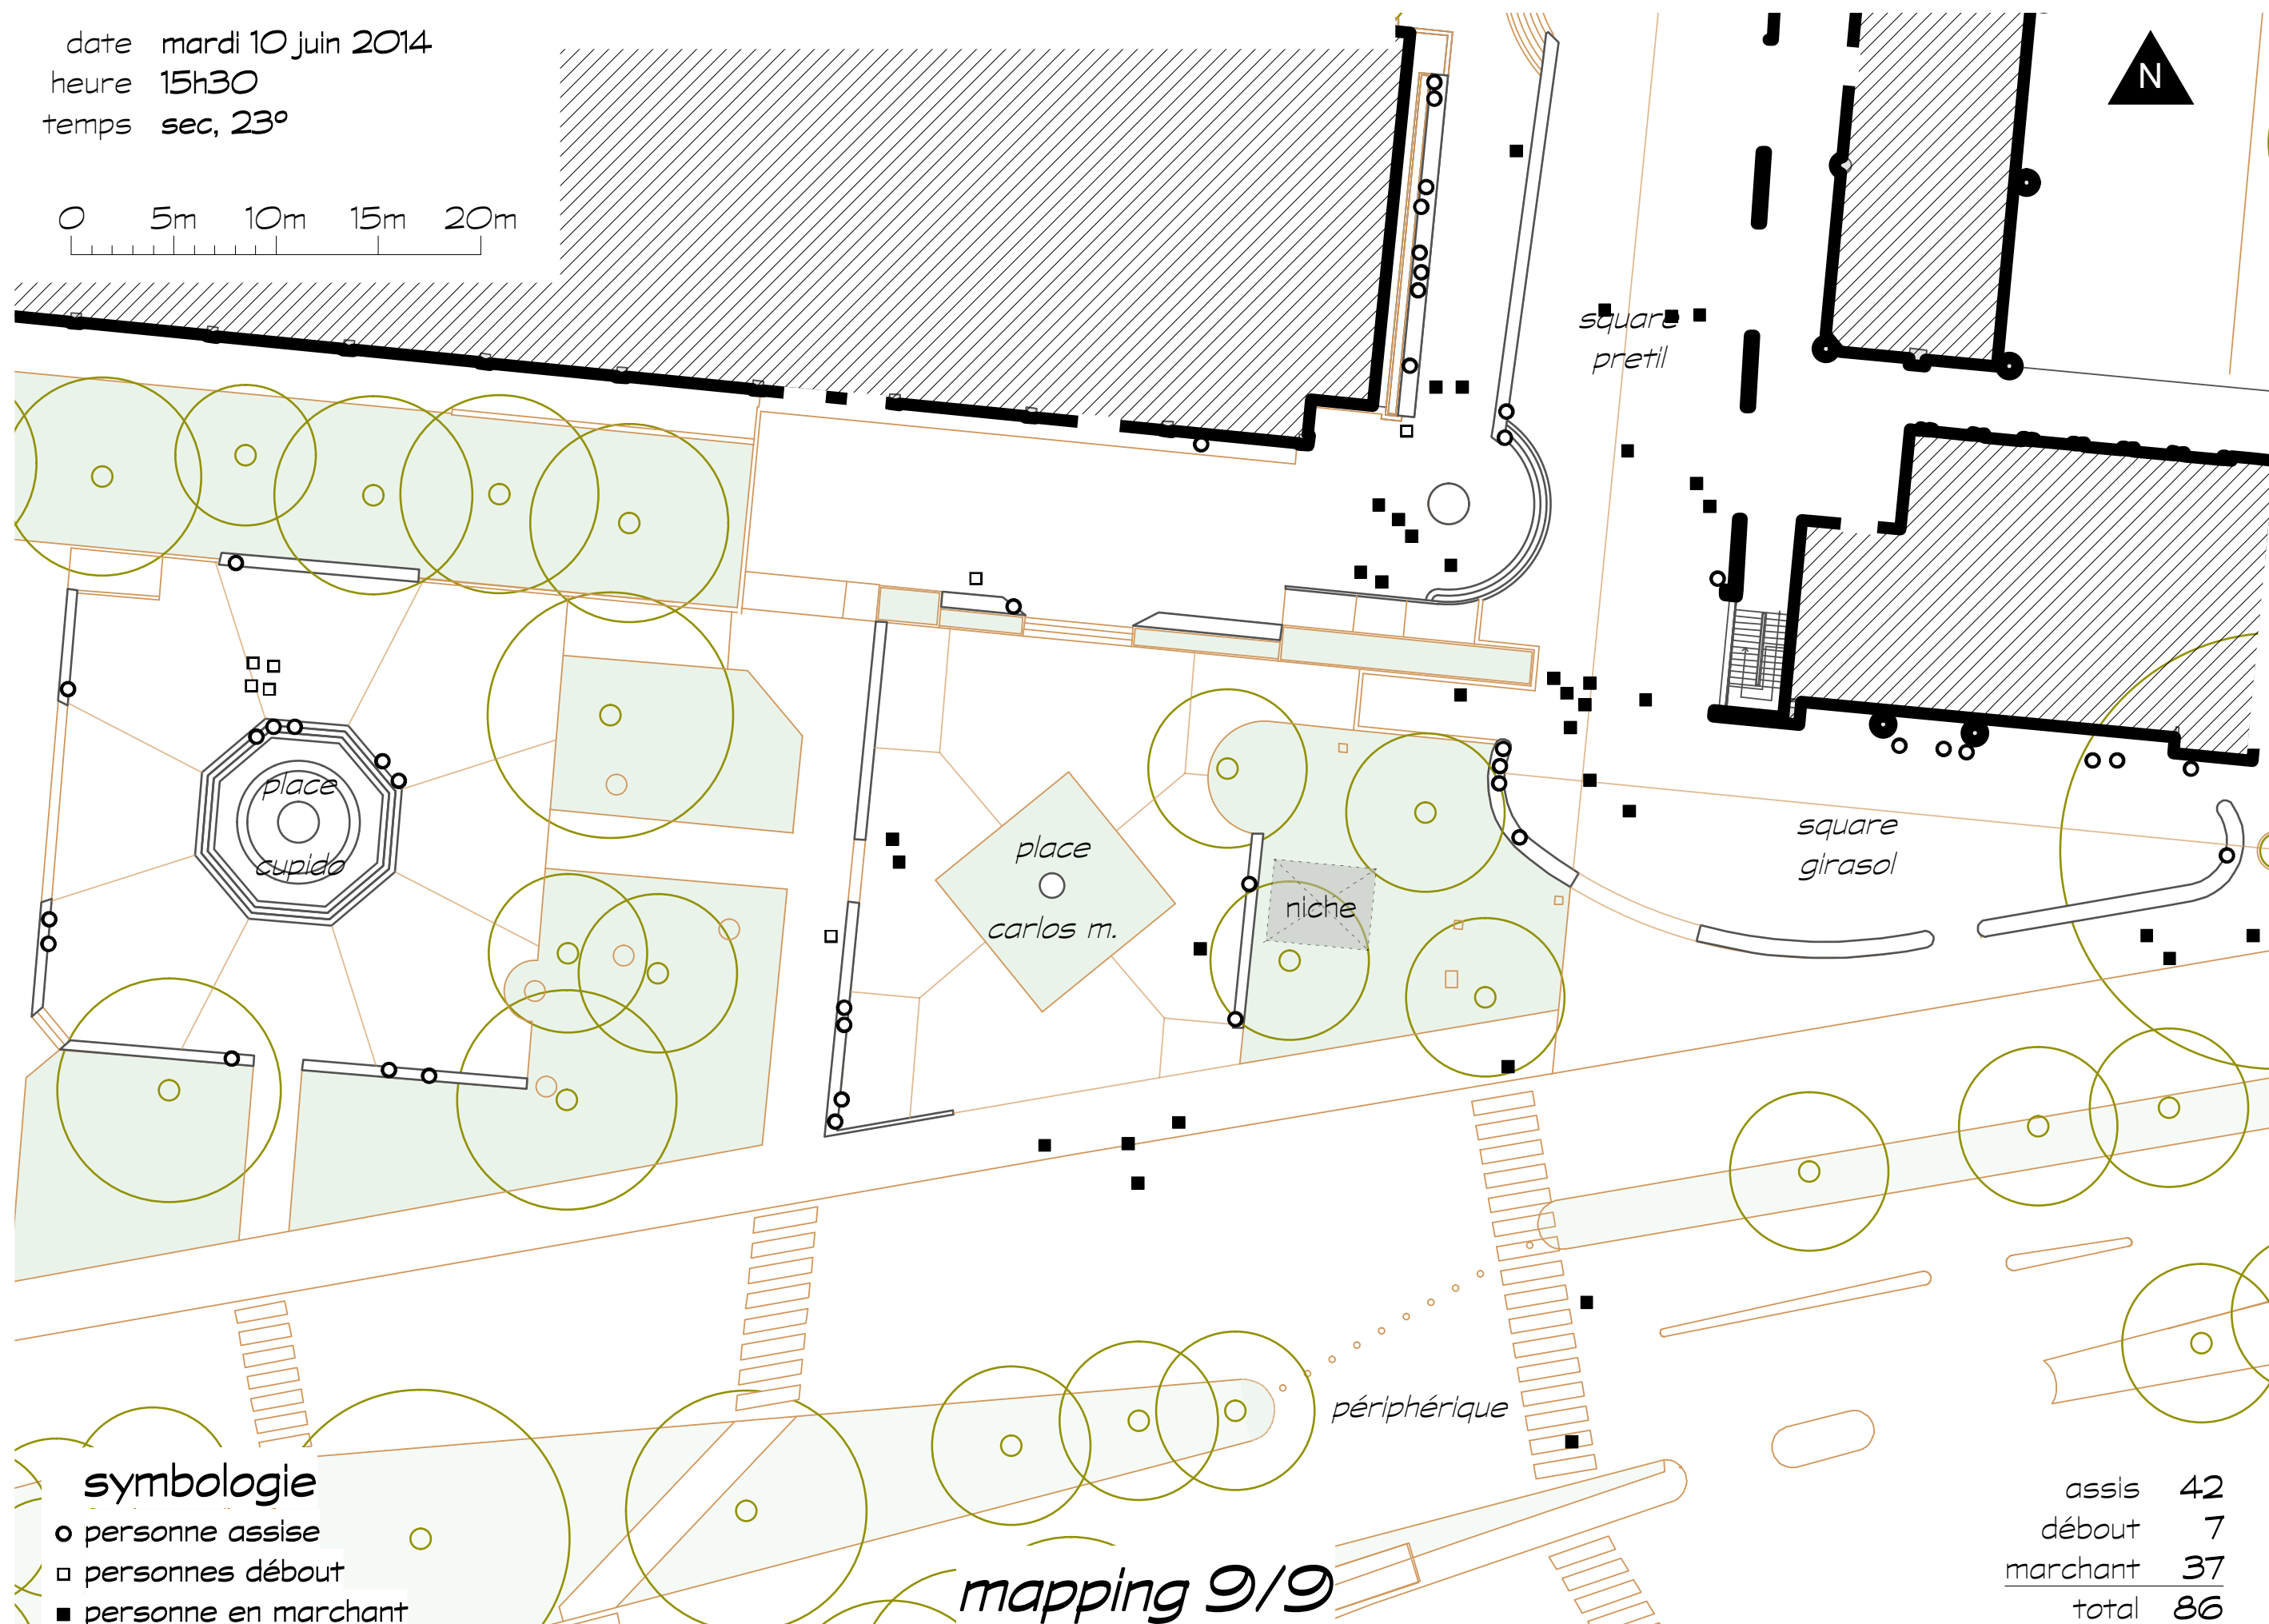 date mardi 10 juin 2014
heure 15h30
temps sec, 23º
N
0 5m 10m 15m 20m
square
pretil
place
cupido
place
carlos m.
niche
square
girasol
périphérique
symbologie
personne assise
personnes débout
personne en marchant
mapping 9/9
assis 42
débout 7
marchant 37
total 86